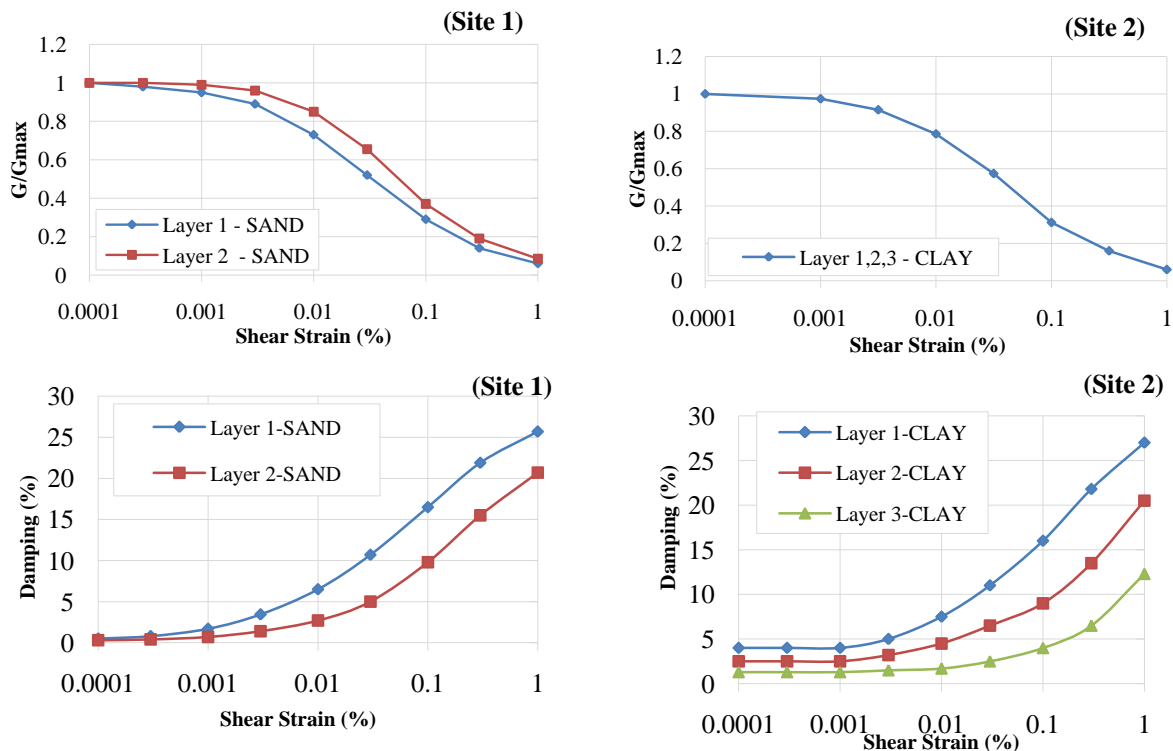 (Site 1)
1.2
1
0.8
0.6
0.4
0.2
0
G/Gmax
Layer 1 - SAND
Layer 2  - SAND
0.0001 0.001 0.01 0.1 1
Shear Strain (%)
(Site 2)
1.2
1
0.8
0.6
0.4
0.2
0
G/Gmax
Layer 1,2,3 - CLAY
0.0001 0.001 0.01 0.1 1
Shear Strain (%)
(Site 1)
30
25
20
15
10
5
0
Damping (%)
Layer 1-SAND
Layer 2-SAND
0.0001 0.001 0.01 0.1 1
Shear Strain (%)
(Site 2)
30
25
20
15
10
5
0
Damping (%)
Layer 1-CLAY
Layer 2-CLAY
Layer 3-CLAY
0.0001 0.001 0.01 0.1 1
Shear Strain (%)